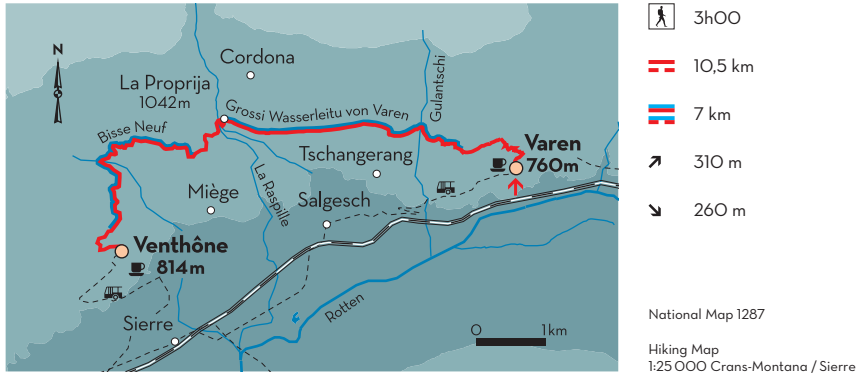 N
Cordona
La Proprija
1042m
Grossi Wasserleitu von Varen
Gulantschi
Bisse Neuf
Varen
760m
Tschangerang
La Raspille
Miège
Salgesch
Venthône
814m
Rotten
Sierre
0 1km
3h00
10,5 km
7 km
310 m
260 m
National Map 1287
Hiking Map
1:25 000 Crans-Montana / Sierre